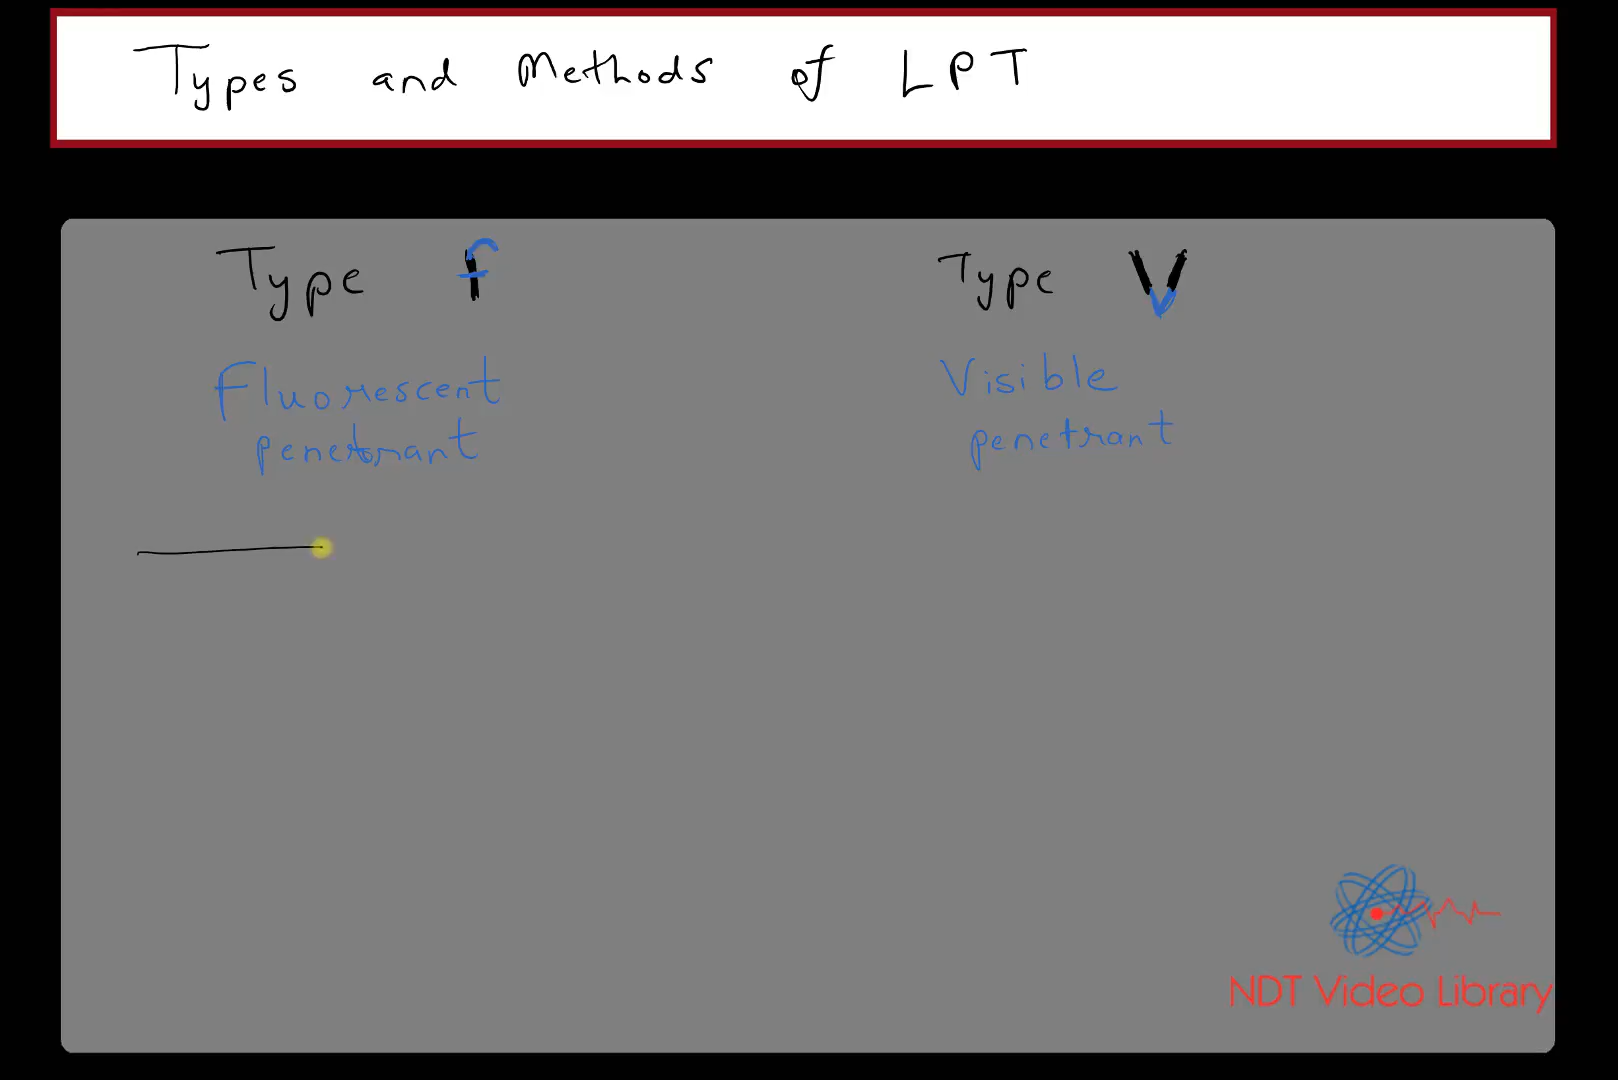 Types and Methods of LPT
Type f
Type V
Fluorescent
penetrant
Visible
penetrant
NDT Video Library